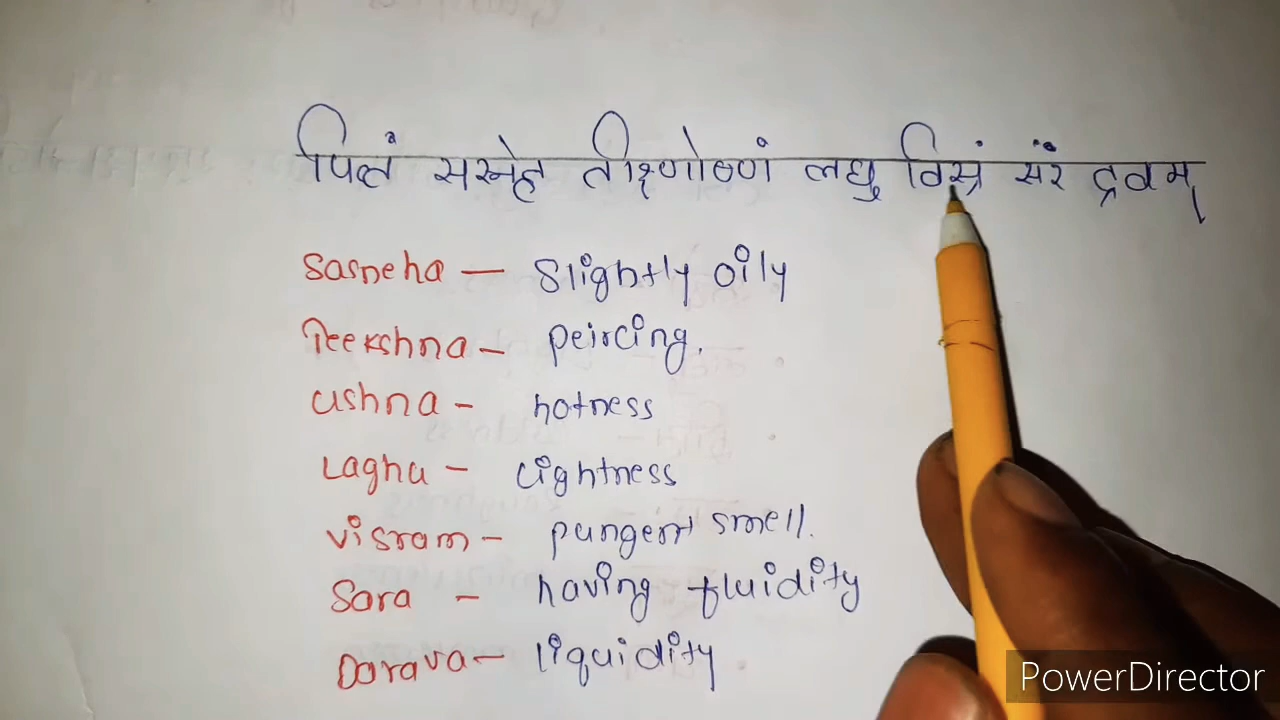 पित्तं सस्नेह तीक्ष्णोष्णं लघु विस्रं सरं द्रवम्
Sasneha — Slightly oily
Teekshna — peircing.
ushna - hotness
Laghu - Lightness
Visram - pungent smell.
Sara - having fluidity
Darava - liquidity
PowerDirector